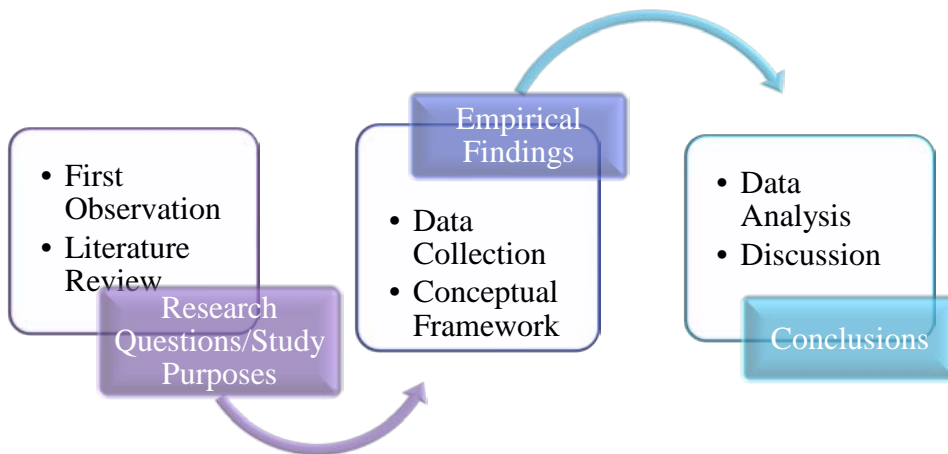 • First
Observation
• Literature
Review
Research
Questions/Study
Purposes
Empirical
Findings
• Data
Collection
• Conceptual
Framework
• Data
Analysis
• Discussion
Conclusions